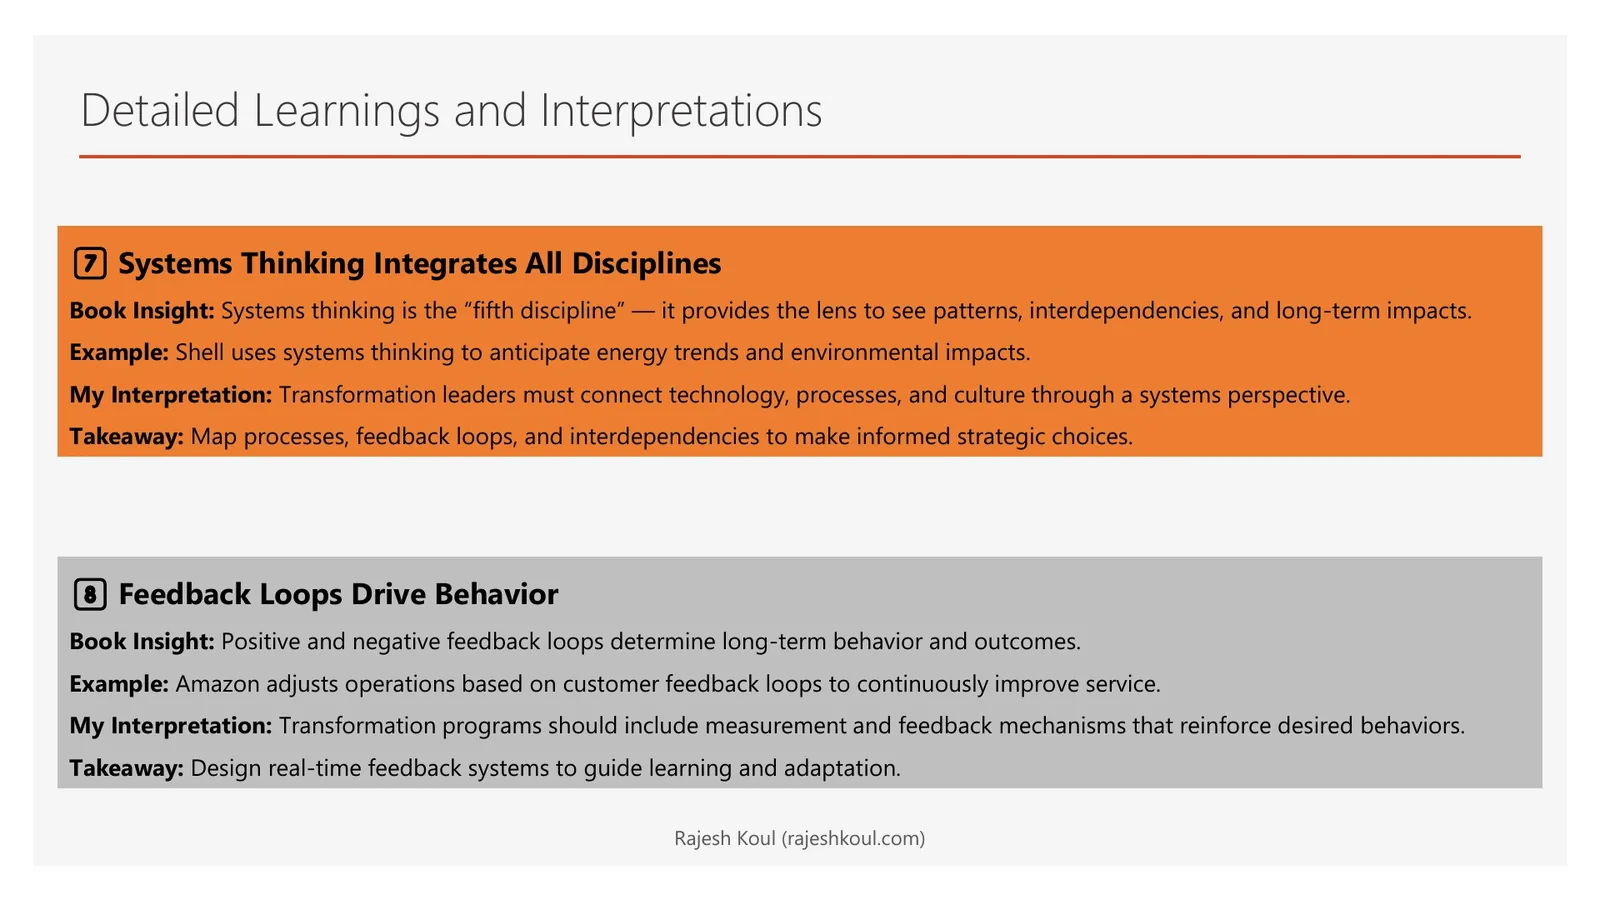 Detailed Learnings and Interpretations
7 Systems Thinking Integrates All Disciplines
Book Insight: Systems thinking is the “fifth discipline” — it provides the lens to see patterns, interdependencies, and long-term impacts.
Example: Shell uses systems thinking to anticipate energy trends and environmental impacts.
My Interpretation: Transformation leaders must connect technology, processes, and culture through a systems perspective.
Takeaway: Map processes, feedback loops, and interdependencies to make informed strategic choices.
8 Feedback Loops Drive Behavior
Book Insight: Positive and negative feedback loops determine long-term behavior and outcomes.
Example: Amazon adjusts operations based on customer feedback loops to continuously improve service.
My Interpretation: Transformation programs should include measurement and feedback mechanisms that reinforce desired behaviors.
Takeaway: Design real-time feedback systems to guide learning and adaptation.
Rajesh Koul (rajeshkoul.com)